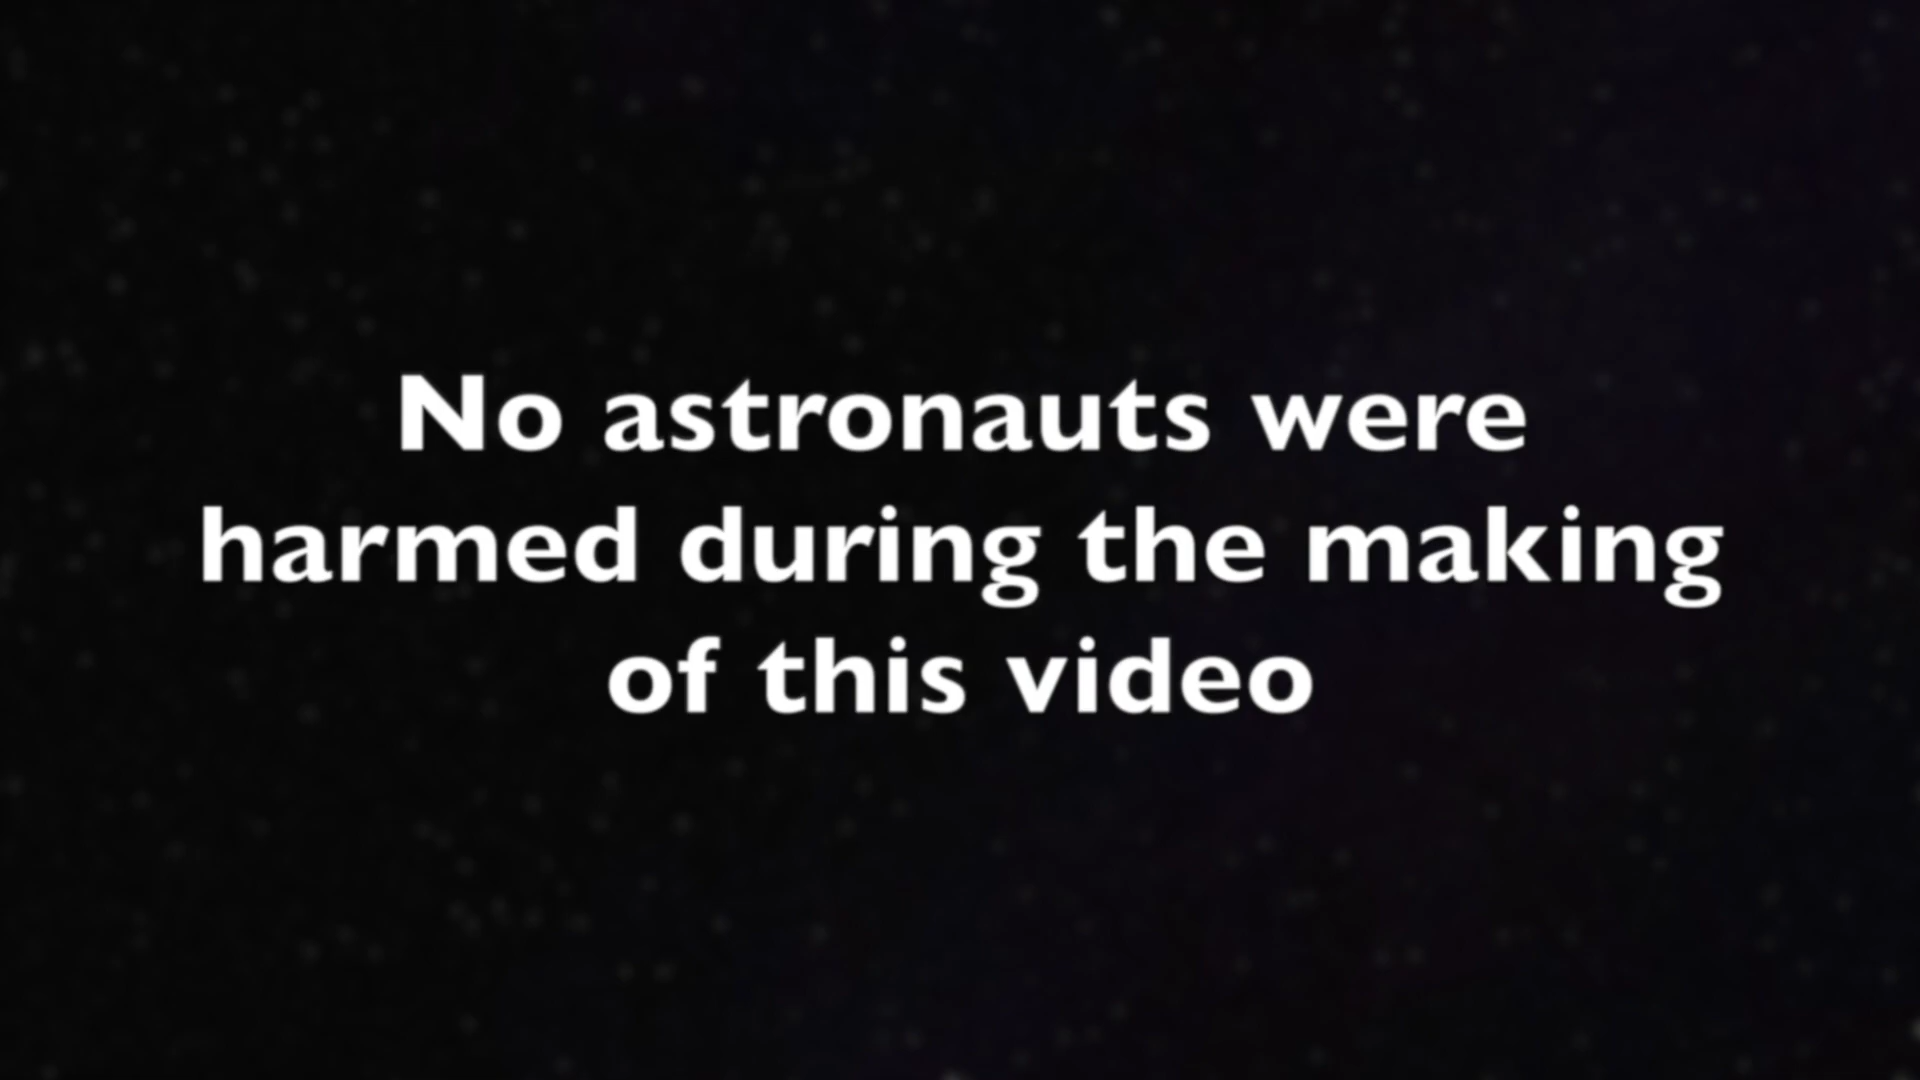 No astronauts were
harmed during the making
of this video